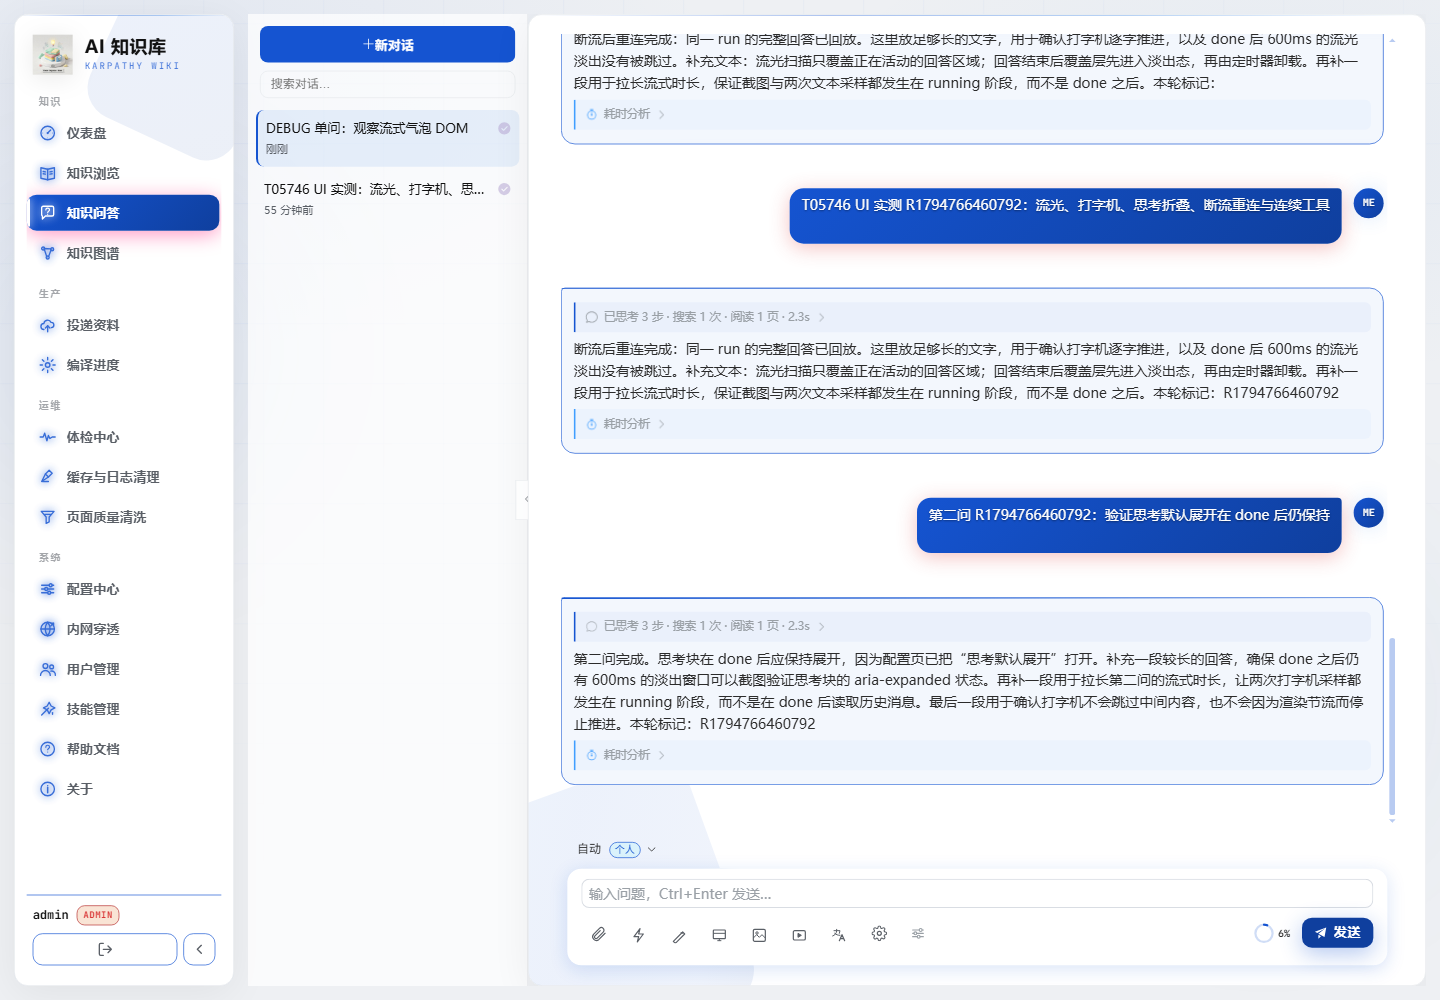 AI 知识库
KARPATHY WIKI
知识
仪表盘
知识浏览
知识问答
知识图谱
生产
投递资料
编译进度
运维
体检中心
缓存与日志清理
页面质量清洗
系统
配置中心
内网穿透
用户管理
技能管理
帮助文档
关于
admin ADMIN
+新对话
搜索对话...
DEBUG 单问：观察流式气泡 DOM
刚刚
T05746 UI 实测：流光、打字机、思...
55 分钟前
断流后重连完成：同一 run 的完整回答已回放。这里放足够长的文字，用于确认打字机逐字推进，以及 done 后 600ms 的流光
淡出没有被跳过。补充文本：流光扫描只覆盖正在活动的回答区域；回答结束后覆盖层先进入淡出态，再由定时器卸载。再补一
段用于拉长流式时长，保证截图与两次文本采样都发生在 running 阶段，而不是 done 之后。本轮标记：
耗时分析
T05746 UI 实测 R1794766460792：流光、打字机、思考折叠、断流重连与连续工具
ME
已思考 3 步 · 搜索 1 次 · 阅读 1 页 · 2.3s
断流后重连完成：同一 run 的完整回答已回放。这里放足够长的文字，用于确认打字机逐字推进，以及 done 后 600ms 的流光
淡出没有被跳过。补充文本：流光扫描只覆盖正在活动的回答区域；回答结束后覆盖层先进入淡出态，再由定时器卸载。再补一
段用于拉长流式时长，保证截图与两次文本采样都发生在 running 阶段，而不是 done 之后。本轮标记：R1794766460792
耗时分析
第二问 R1794766460792：验证思考默认展开在 done 后仍保持
ME
已思考 3 步 · 搜索 1 次 · 阅读 1 页 · 2.3s
第二问完成。思考块在 done 后应保持展开，因为配置页已把“思考默认展开”打开。补充一段较长的回答，确保 done 之后仍
有 600ms 的淡出窗口可以截图验证思考块的 aria-expanded 状态。再补一段用于拉长第二问的流式时长，让两次打字机采样都
发生在 running 阶段，而不是在 done 后读取历史消息。最后一段用于确认打字机不会跳过中间内容，也不会因为渲染节流而停
止推进。本轮标记：R1794766460792
耗时分析
自动 个人
输入问题，Ctrl+Enter 发送...
6%
发送